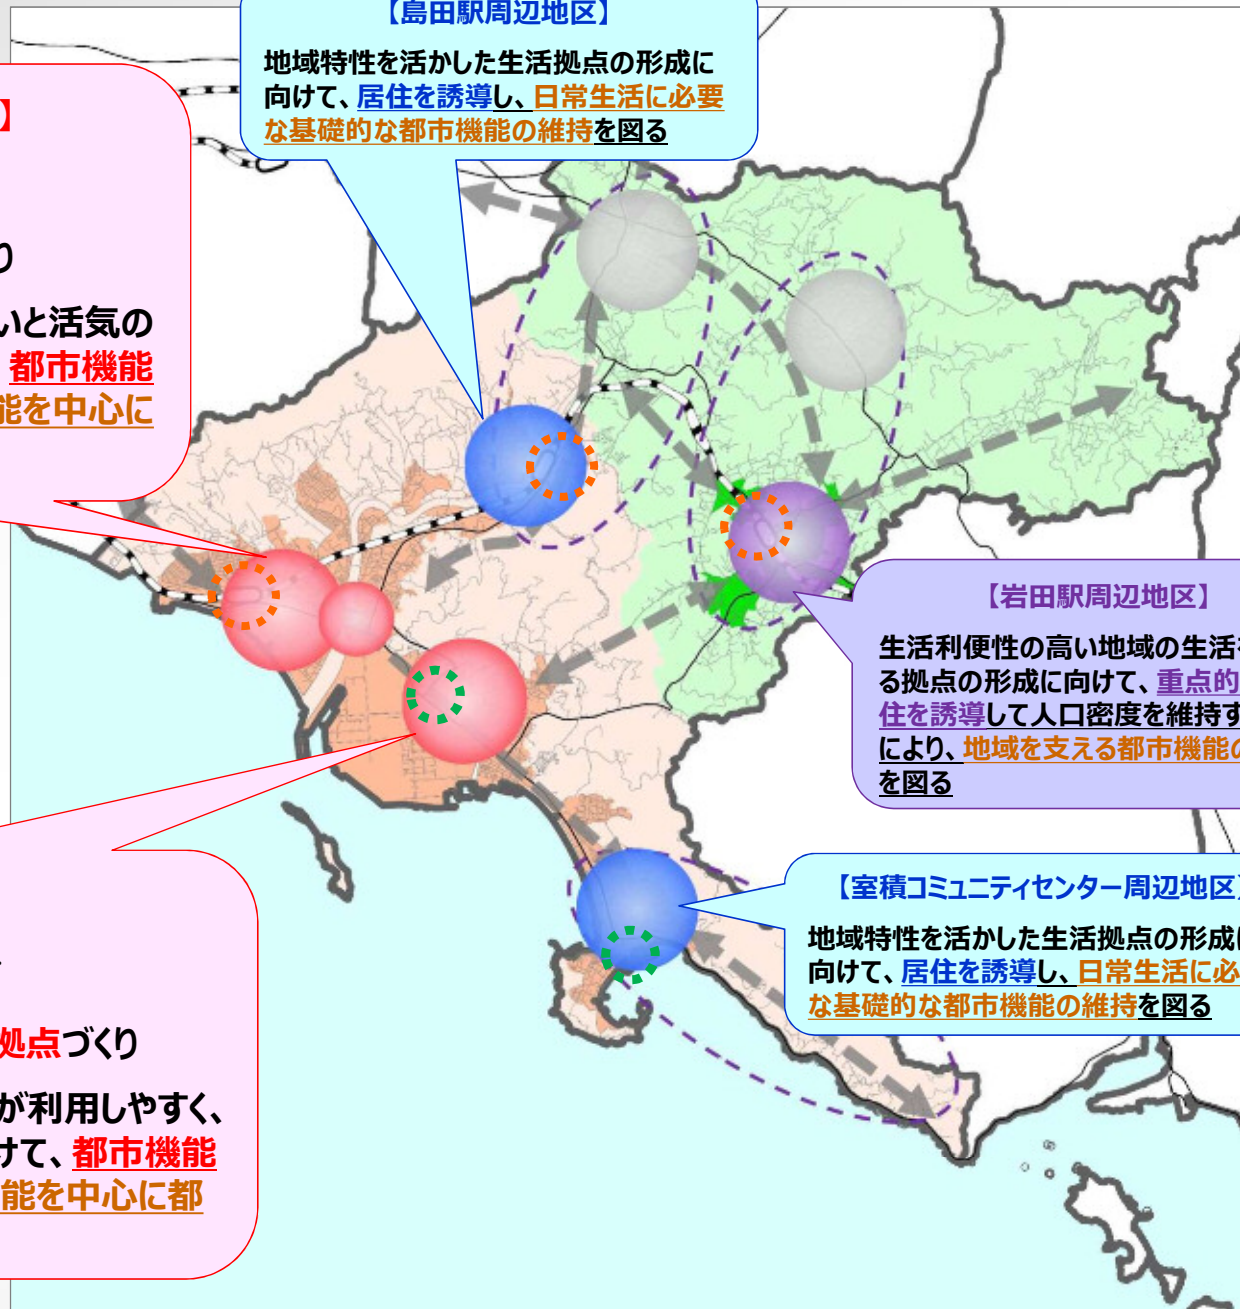 【島田駅周辺地区】
地域特性を活かした生活拠点の形成に
向けて、居住を誘導し、日常生活に必要
な基礎的な都市機能の維持を図る
】
り
いと活気の
都市機能
能を中心に
【岩田駅周辺地区】
生活利便性の高い地域の生活を
る拠点の形成に向けて、重点的
住を誘導して人口密度を維持す
により、地域を支える都市機能の
を図る
【室積コミュニティセンター周辺地区】
地域特性を活かした生活拠点の形成に
向けて、居住を誘導し、日常生活に必
な基礎的な都市機能の維持を図る
拠点づくり
が利用しやすく、
けて、都市機能
能を中心に都